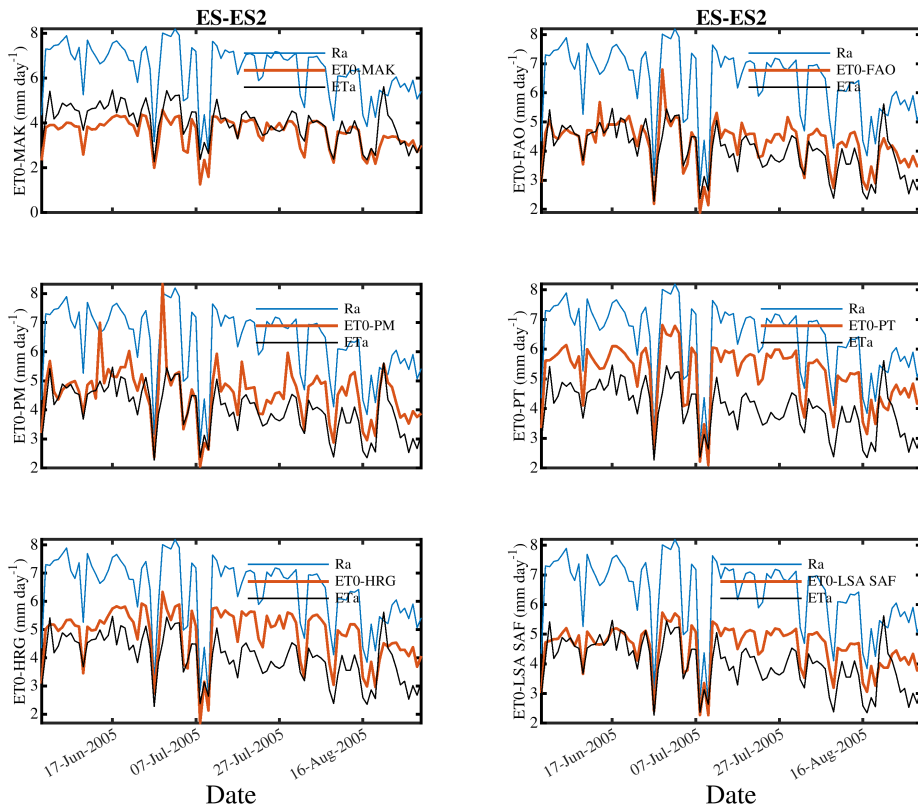 ES-ES2
ES-ES2
ET0-MAK (mm day-1)
8
6
4
2
0
Ra
ET0-MAK
ETa
ET0-FAO (mm day-1)
8
7
6
5
4
3
2
Ra
ET0-FAO
ETa
ET0-PM (mm day-1)
8
7
6
5
4
3
2
Ra
ET0-PM
ETa
ET0-PT (mm day-1)
8
7
6
5
4
3
2
Ra
ET0-PT
ETa
ET0-HRG (mm day-1)
8
7
6
5
4
3
2
Ra
ET0-HRG
ETa
17-Jun-2005
07-Jul-2005
27-Jul-2005
16-Aug-2005
Date
ET0-LSA SAF (mm day-1)
8
7
6
5
4
3
2
Ra
ET0-LSA SAF
ETa
17-Jun-2005
07-Jul-2005
27-Jul-2005
16-Aug-2005
Date